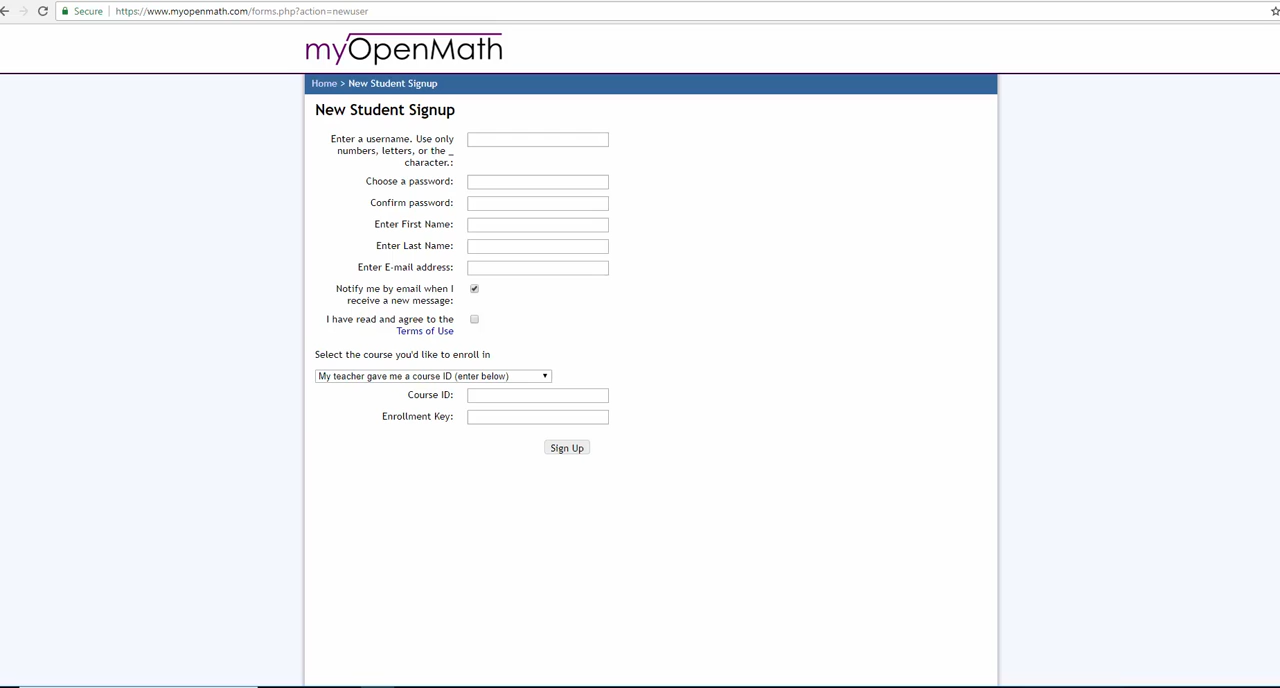 Secure https://www.myopenmath.com/forms.php?action=newuser
myOpenMath
Home > New Student Signup
New Student Signup
Enter a username. Use only
numbers, letters, or the _
character.:
Choose a password:
Confirm password:
Enter First Name:
Enter Last Name:
Enter E-mail address:
Notify me by email when I
receive a new message:
I have read and agree to the
Terms of Use
Select the course you'd like to enroll in
My teacher gave me a course ID (enter below)
Course ID:
Enrollment Key:
Sign Up